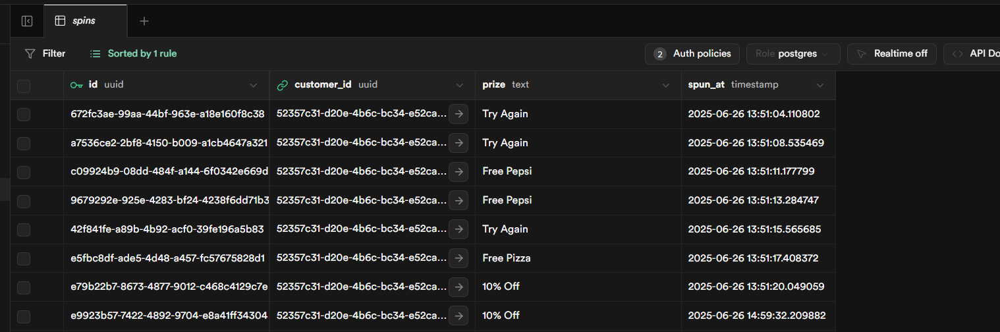 spins
Filter Sorted by 1 rule 2 Auth policies Role postgres Realtime off API Do
id uuid customer_id uuid prize text spun_at timestamp
672fc3ae-99aa-44bf-963e-a18e160f8c38 52357c31-d20e-4b6c-bc34-e52ca... Try Again 2025-06-26 13:51:04.110802
a7536ce2-2bf8-4150-b009-a1cb4647a321 52357c31-d20e-4b6c-bc34-e52ca... Try Again 2025-06-26 13:51:08.535469
c09924b9-08dd-484f-a144-6f0342e669d 52357c31-d20e-4b6c-bc34-e52ca... Free Pepsi 2025-06-26 13:51:11.177799
9679292e-925e-4283-bf24-4238f6dd71b3 52357c31-d20e-4b6c-bc34-e52ca... Free Pepsi 2025-06-26 13:51:13.284747
42f841fe-a89b-4b92-acf0-39fe196a5b83 52357c31-d20e-4b6c-bc34-e52ca... Try Again 2025-06-26 13:51:15.565685
e5fbc8df-ade5-4d48-a457-fc57675828d1 52357c31-d20e-4b6c-bc34-e52ca... Free Pizza 2025-06-26 13:51:17.408372
e79b22b7-8673-4877-9012-c468c4129c7e 52357c31-d20e-4b6c-bc34-e52ca... 10% Off 2025-06-26 13:51:20.049059
e9923b57-7422-4892-9704-e8a41ff34304 52357c31-d20e-4b6c-bc34-e52ca... 10% Off 2025-06-26 14:59:32.209882